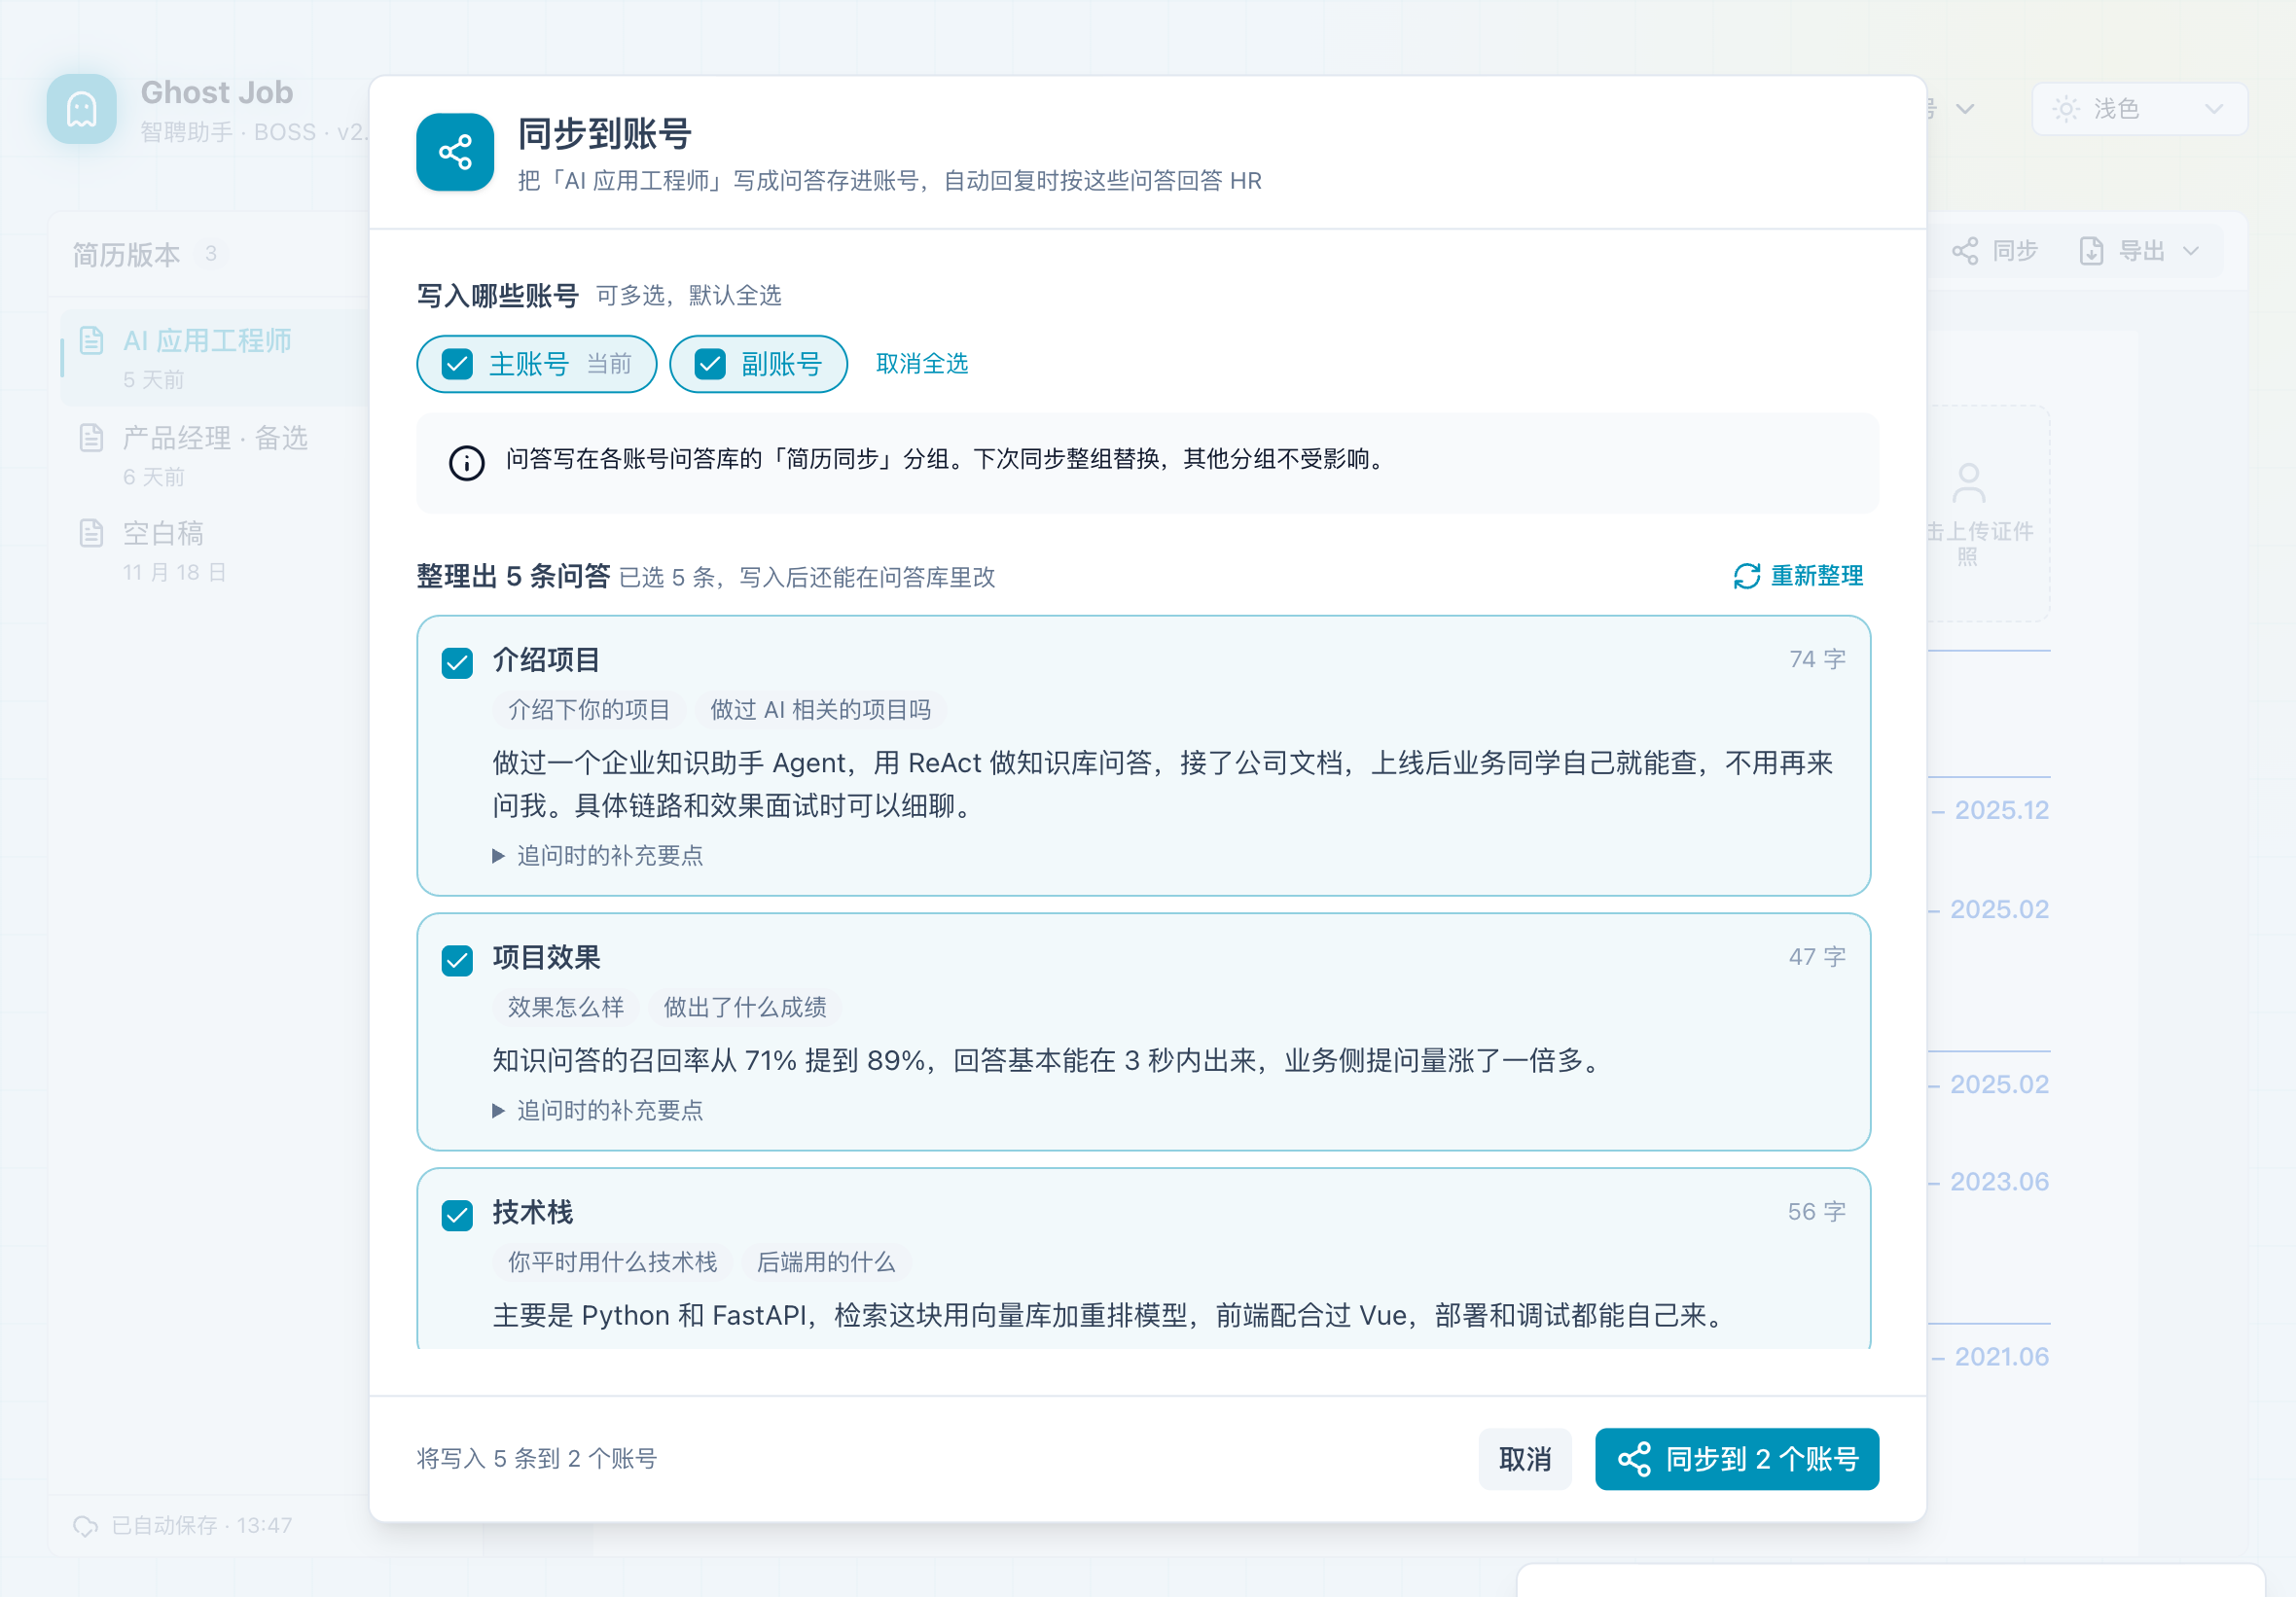 Ghost Job
智聘助手 · BOSS · v2.
浅色
简历版本 3
AI 应用工程师
5 天前
产品经理 · 备选
6 天前
空白稿
11 月 18 日
已自动保存 · 13:47
同步到账号
把「AI 应用工程师」写成问答存进账号，自动回复时按这些问答回答 HR
写入哪些账号 可多选，默认全选
主账号 当前 副账号 取消全选
问答写在各账号问答库的「简历同步」分组。下次同步整组替换，其他分组不受影响。
整理出 5 条问答 已选 5 条，写入后还能在问答库里改 重新整理
介绍项目 74 字
介绍下你的项目 做过 AI 相关的项目吗
做过一个企业知识助手 Agent，用 ReAct 做知识库问答，接了公司文档，上线后业务同学自己就能查，不用再来
问我。具体链路和效果面试时可以细聊。
追问时的补充要点
项目效果 47 字
效果怎么样 做出了什么成绩
知识问答的召回率从 71% 提到 89%，回答基本能在 3 秒内出来，业务侧提问量涨了一倍多。
追问时的补充要点
技术栈 56 字
你平时用什么技术栈 后端用的什么
主要是 Python 和 FastAPI，检索这块用向量库加重排模型，前端配合过 Vue，部署和调试都能自己来。
将写入 5 条到 2 个账号 取消 同步到 2 个账号
同步 导出
击上传证件
照
– 2025.12
– 2025.02
– 2025.02
– 2023.06
– 2021.06